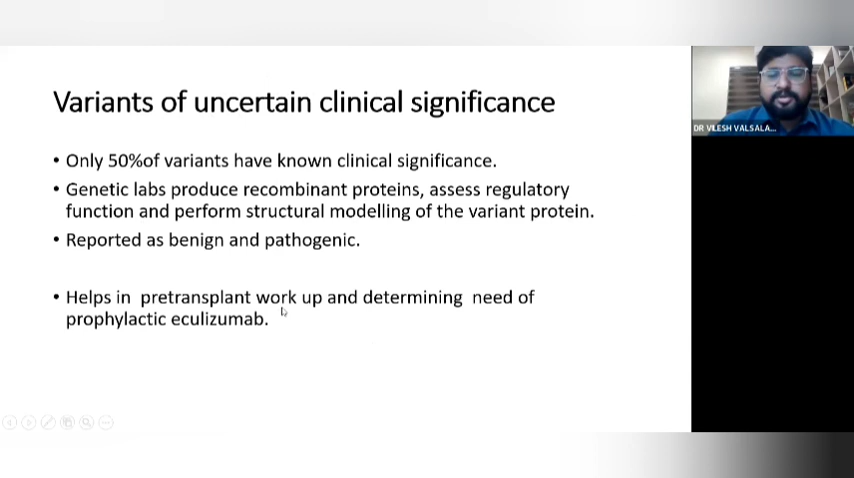 Variants of uncertain clinical significance
• Only 50%of variants have known clinical significance.
• Genetic labs produce recombinant proteins, assess regulatory
function and perform structural modelling of the variant protein.
• Reported as benign and pathogenic.
• Helps in pretransplant work up and determining need of
prophylactic eculizumab.
DR VILESH VALSALA...